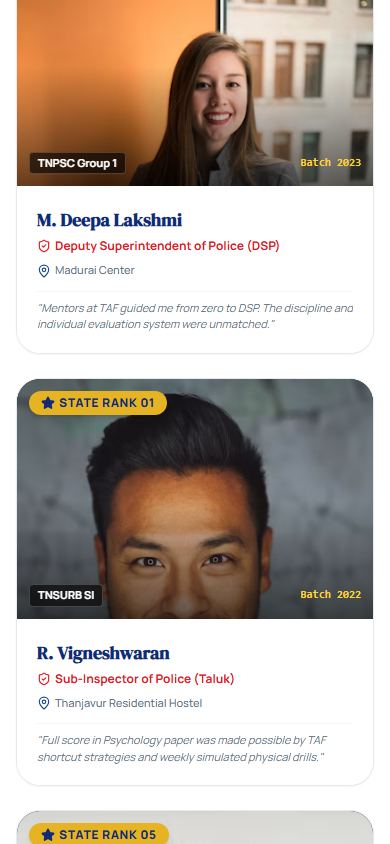 TNPSC Group 1
Batch 2023
M. Deepa Lakshmi
Deputy Superintendent of Police (DSP)
Madurai Center
"Mentors at TAF guided me from zero to DSP. The discipline and
individual evaluation system were unmatched."
STATE RANK 01
TNSURB SI
Batch 2022
R. Vigneshwaran
Sub-Inspector of Police (Taluk)
Thanjavur Residential Hostel
"Full score in Psychology paper was made possible by TAF
shortcut strategies and weekly simulated physical drills."
STATE RANK 05